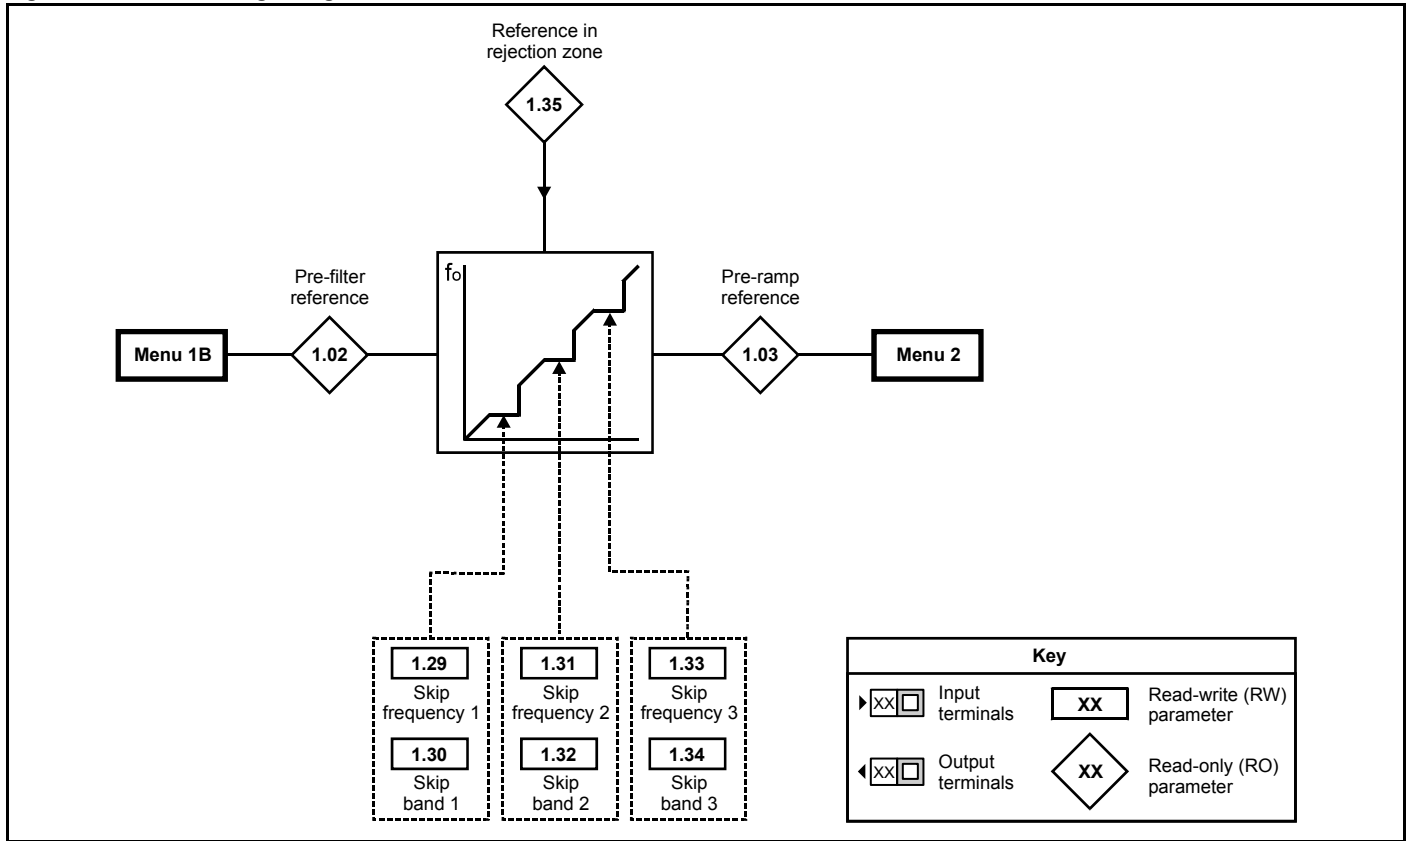 Reference in
rejection zone
1.35
Pre-filter
reference
fo
Pre-ramp
reference
Menu 1B
1.02
1.03
Menu 2
1.29
Skip
frequency 1
1.30
Skip
band 1
1.31
Skip
frequency 2
1.32
Skip
band 2
1.33
Skip
frequency 3
1.34
Skip
band 3
Key
XX
Input
terminals
XX
Read-write (RW)
parameter
XX
Output
terminals
XX
Read-only (RO)
parameter